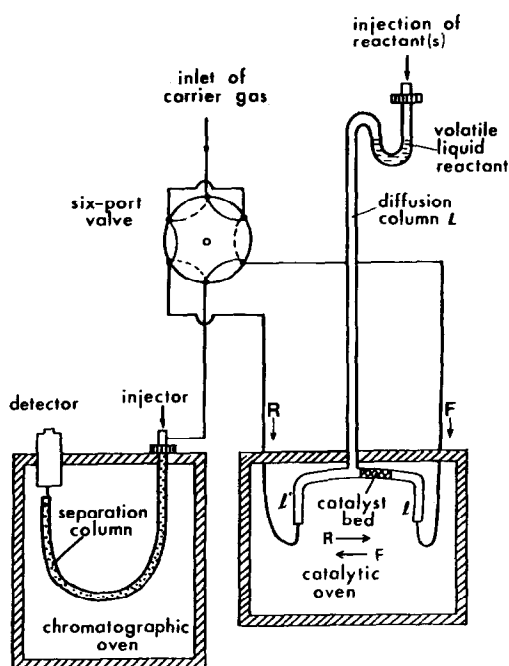 injection of
reactant(s)
inlet of
carrier gas
volatile
liquid
reactant
six-port
valve
diffusion
column L
detector
injector
R
F
separation
column
chromatographic
oven
l'
catalyst
bed
l
R
F
catalytic
oven